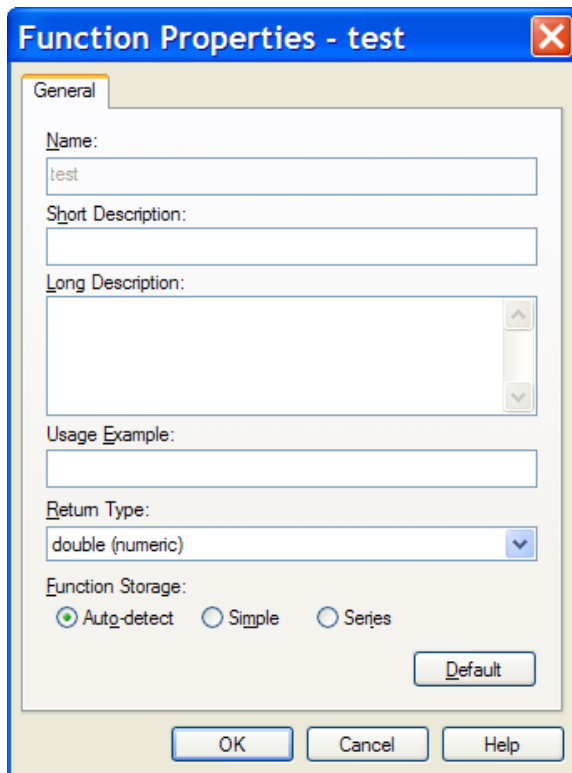 Function Properties - test
General
Name:
test
Short Description:
Long Description:
Usage Example:
Return Type:
double (numeric)
Function Storage:
Auto-detect Simple Series
Default
OK Cancel Help